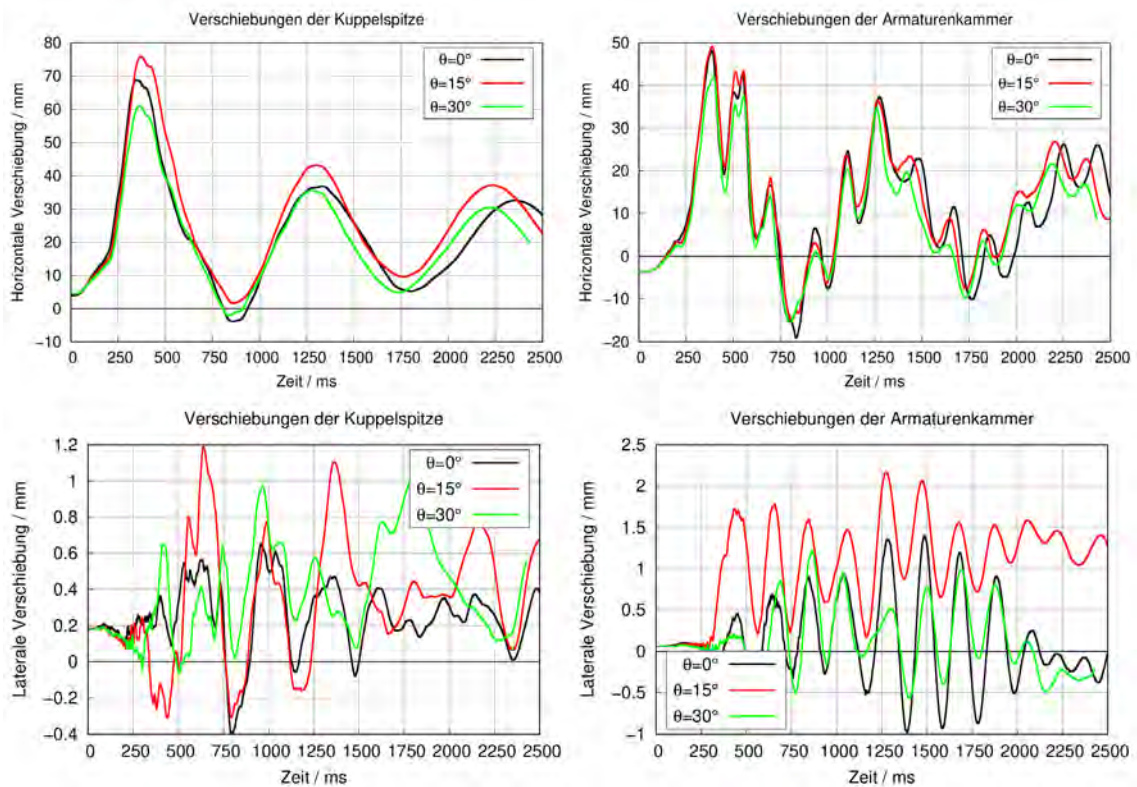 Verschiebungen der Kuppelspitze
Horizontale Verschiebung / mm
80
70
60
50
40
30
20
10
0
−10
θ=0°
θ=15°
θ=30°
0 250 500 750 1000 1250 1500 1750 2000 2250 2500
Zeit / ms
Verschiebungen der Armaturenkammer
Horizontale Verschiebung / mm
50
40
30
20
10
0
−10
−20
θ=0°
θ=15°
θ=30°
0 250 500 750 1000 1250 1500 1750 2000 2250 2500
Zeit / ms
Verschiebungen der Kuppelspitze
Laterale Verschiebung / mm
1.2
1
0.8
0.6
0.4
0.2
0
−0.2
−0.4
θ=0°
θ=15°
θ=30°
0 250 500 750 1000 1250 1500 1750 2000 2250 2500
Zeit / ms
Verschiebungen der Armaturenkammer
Laterale Verschiebung / mm
2.5
2
1.5
1
0.5
0
−0.5
−1
θ=0°
θ=15°
θ=30°
0 250 500 750 1000 1250 1500 1750 2000 2250 2500
Zeit / ms